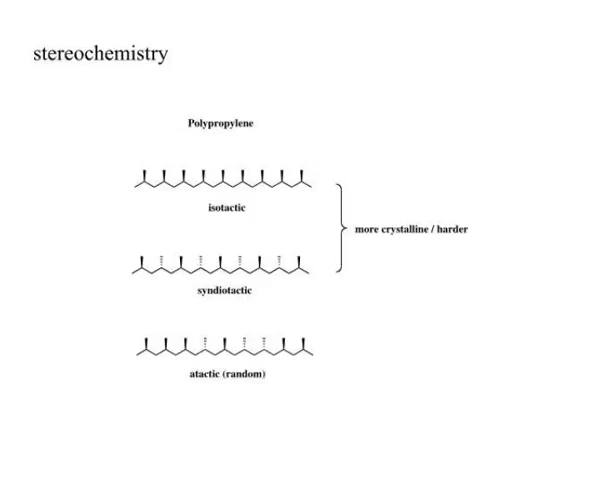 stereochemistry
Polypropylene
isotactic
more crystalline / harder
syndiotactic
atactic (random)